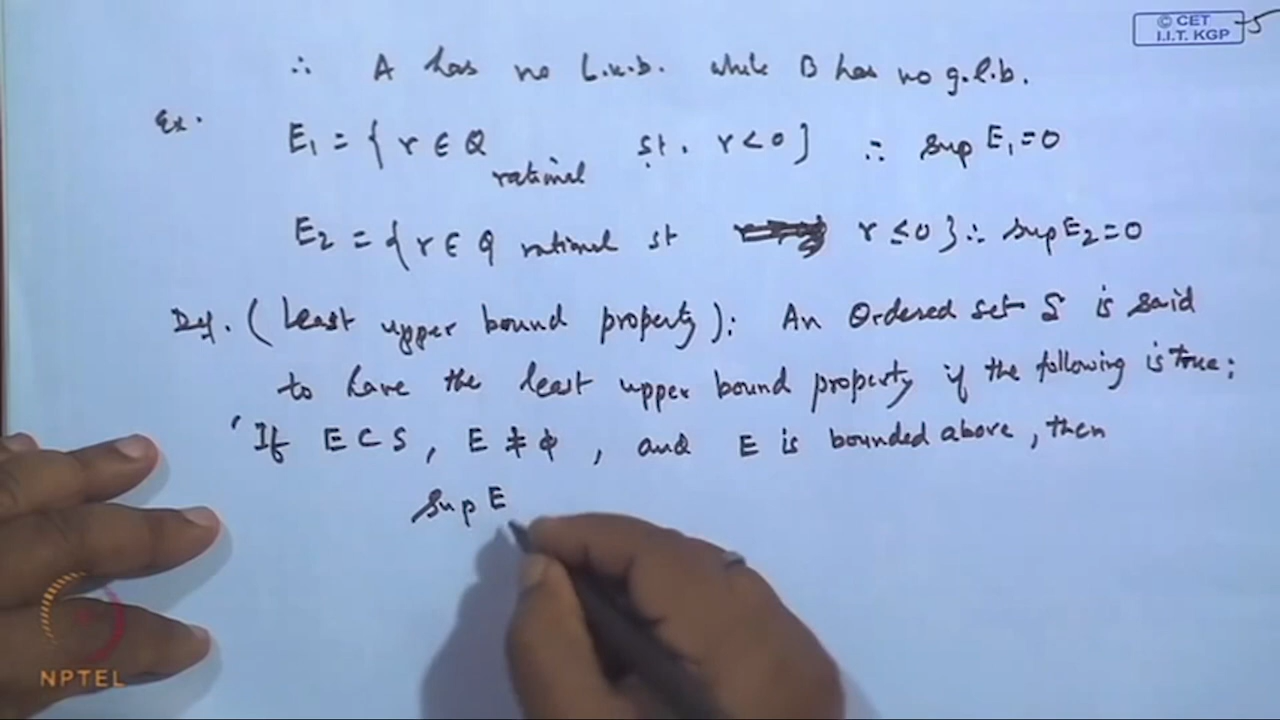 © CET
I.I.T. KGP
5
∴ A has no l.u.b. while B has no g.l.b.
Ex. E₁ = { r ∈ Q rational st. r < 0 } ∴ Sup E₁ = 0
E₂ = { r ∈ Q rational st r ≤ 0 } ∴ Sup E₂ = 0
Def. (Least upper bound property): An Ordered set S is said
to have the least upper bound property if the following is true:
'If E ⊂ S, E ≠ ϕ, and E is bounded above, then
Sup E
NPTEL